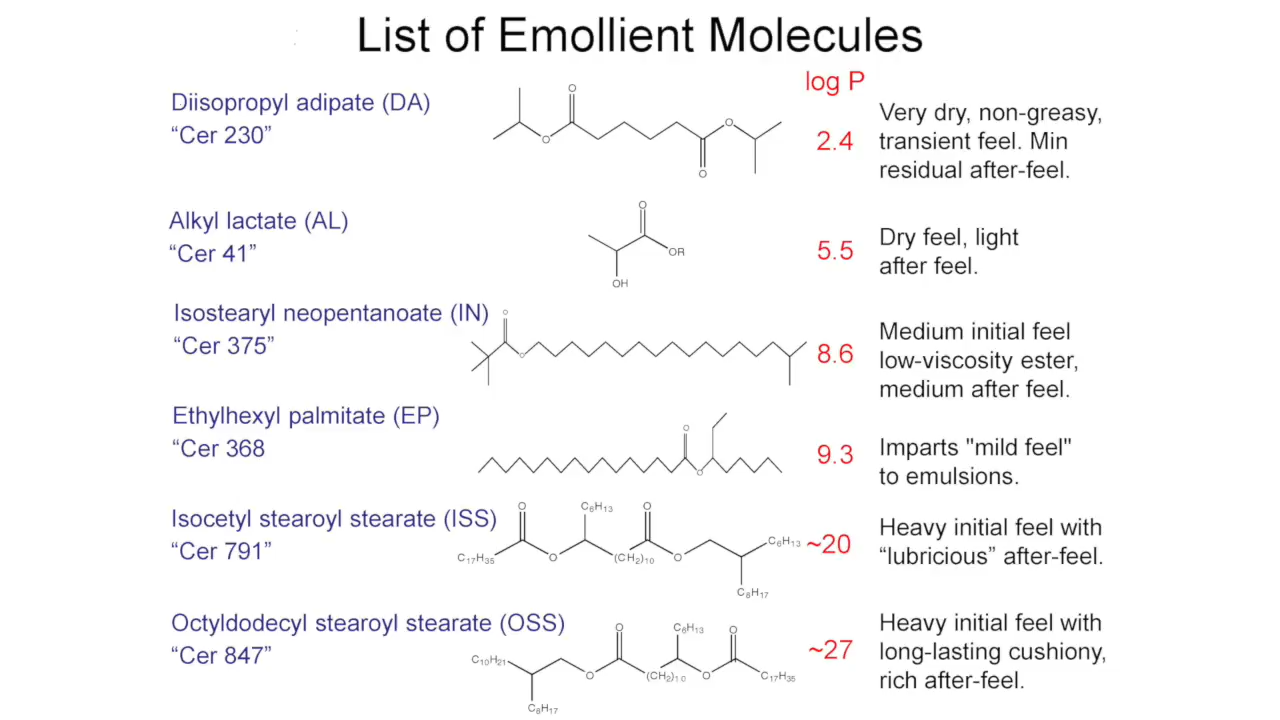 List of Emollient Molecules
log P
Diisopropyl adipate (DA)
“Cer 230”
O
O
O
O
2.4
Very dry, non-greasy,
transient feel. Min
residual after-feel.
Alkyl lactate (AL)
“Cer 41”
O
OR
OH
5.5
Dry feel, light
after feel.
Isostearyl neopentanoate (IN)
“Cer 375”
O
O
8.6
Medium initial feel
low-viscosity ester,
medium after feel.
Ethylhexyl palmitate (EP)
“Cer 368
O
O
9.3
Imparts "mild feel"
to emulsions.
Isocetyl stearoyl stearate (ISS)
“Cer 791”
O
C₆H₁₃
O
C₁₇H₃₅
O
(CH₂)₁₀
O
C₆H₁₃
C₈H₁₇
~20
Heavy initial feel with
“lubricious” after-feel.
Octyldodecyl stearoyl stearate (OSS)
“Cer 847”
O
C₆H₁₃
O
C₁₀H₂₁
O
(CH₂)₁₀
O
C₁₇H₃₅
C₈H₁₇
~27
Heavy initial feel with
long-lasting cushiony,
rich after-feel.